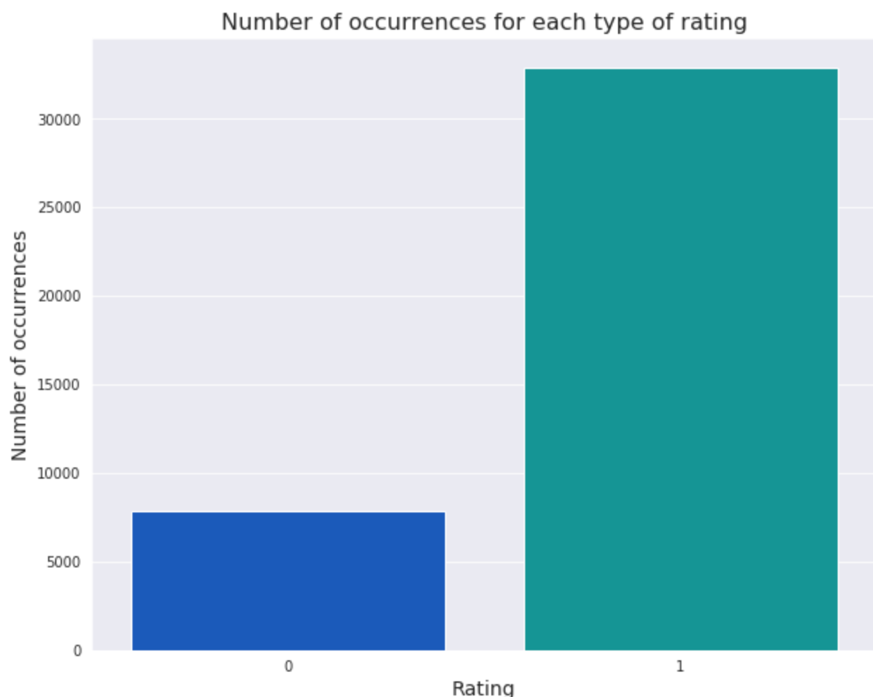 Number of occurrences for each type of rating
Number of occurrences
30000
25000
20000
15000
10000
5000
0
0 1
Rating